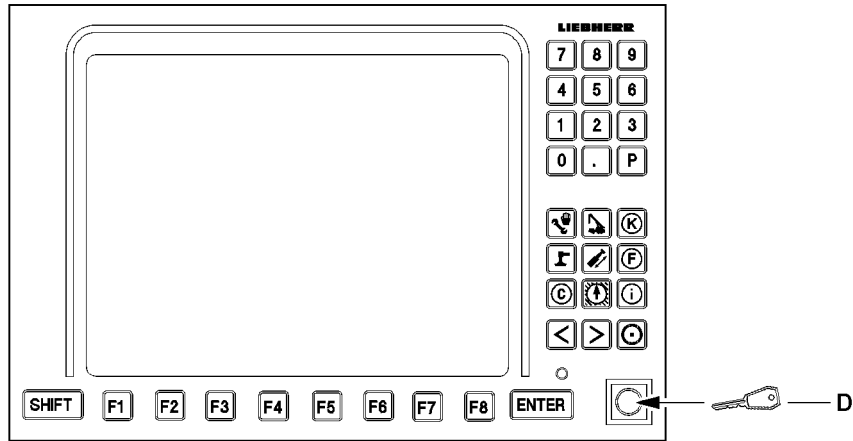 LIEBHERR
7 8 9
4 5 6
1 2 3
0 . P
K
F
C i
< >
SHIFT F1 F2 F3 F4 F5 F6 F7 F8 ENTER
D